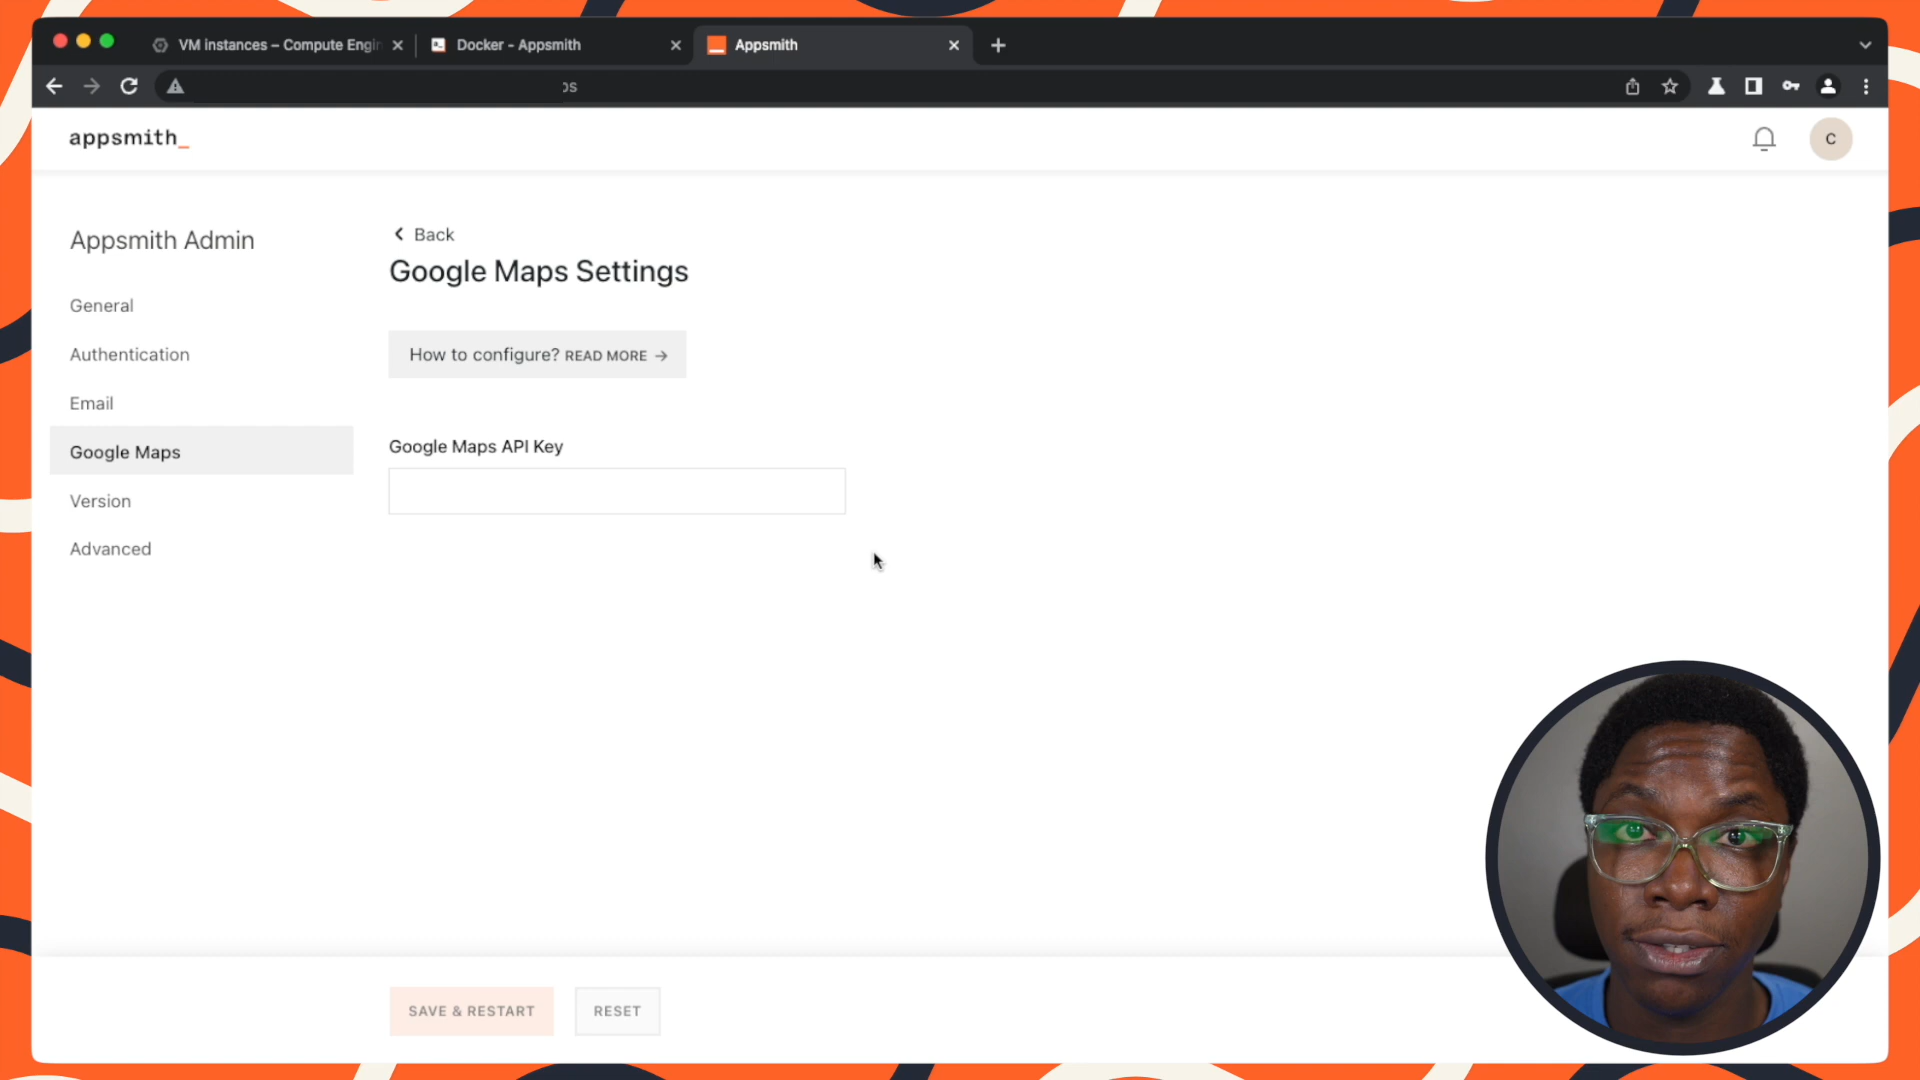 VM instances – Compute Engi
Docker - Appsmith
Appsmith
appsmith_
C
Appsmith Admin
General
Authentication
Email
Google Maps
Version
Advanced
Back
Google Maps Settings
How to configure? READ MORE →
Google Maps API Key
SAVE & RESTART
RESET